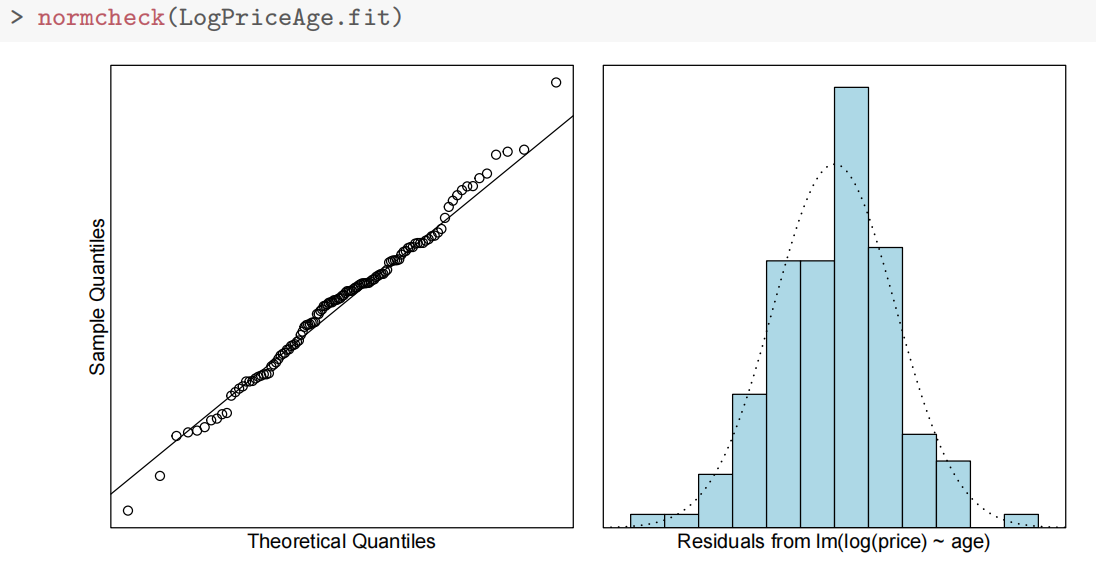 > normcheck(LogPriceAge.fit)
Sample Quantiles
Theoretical Quantiles
Residuals from lm(log(price) ~ age)